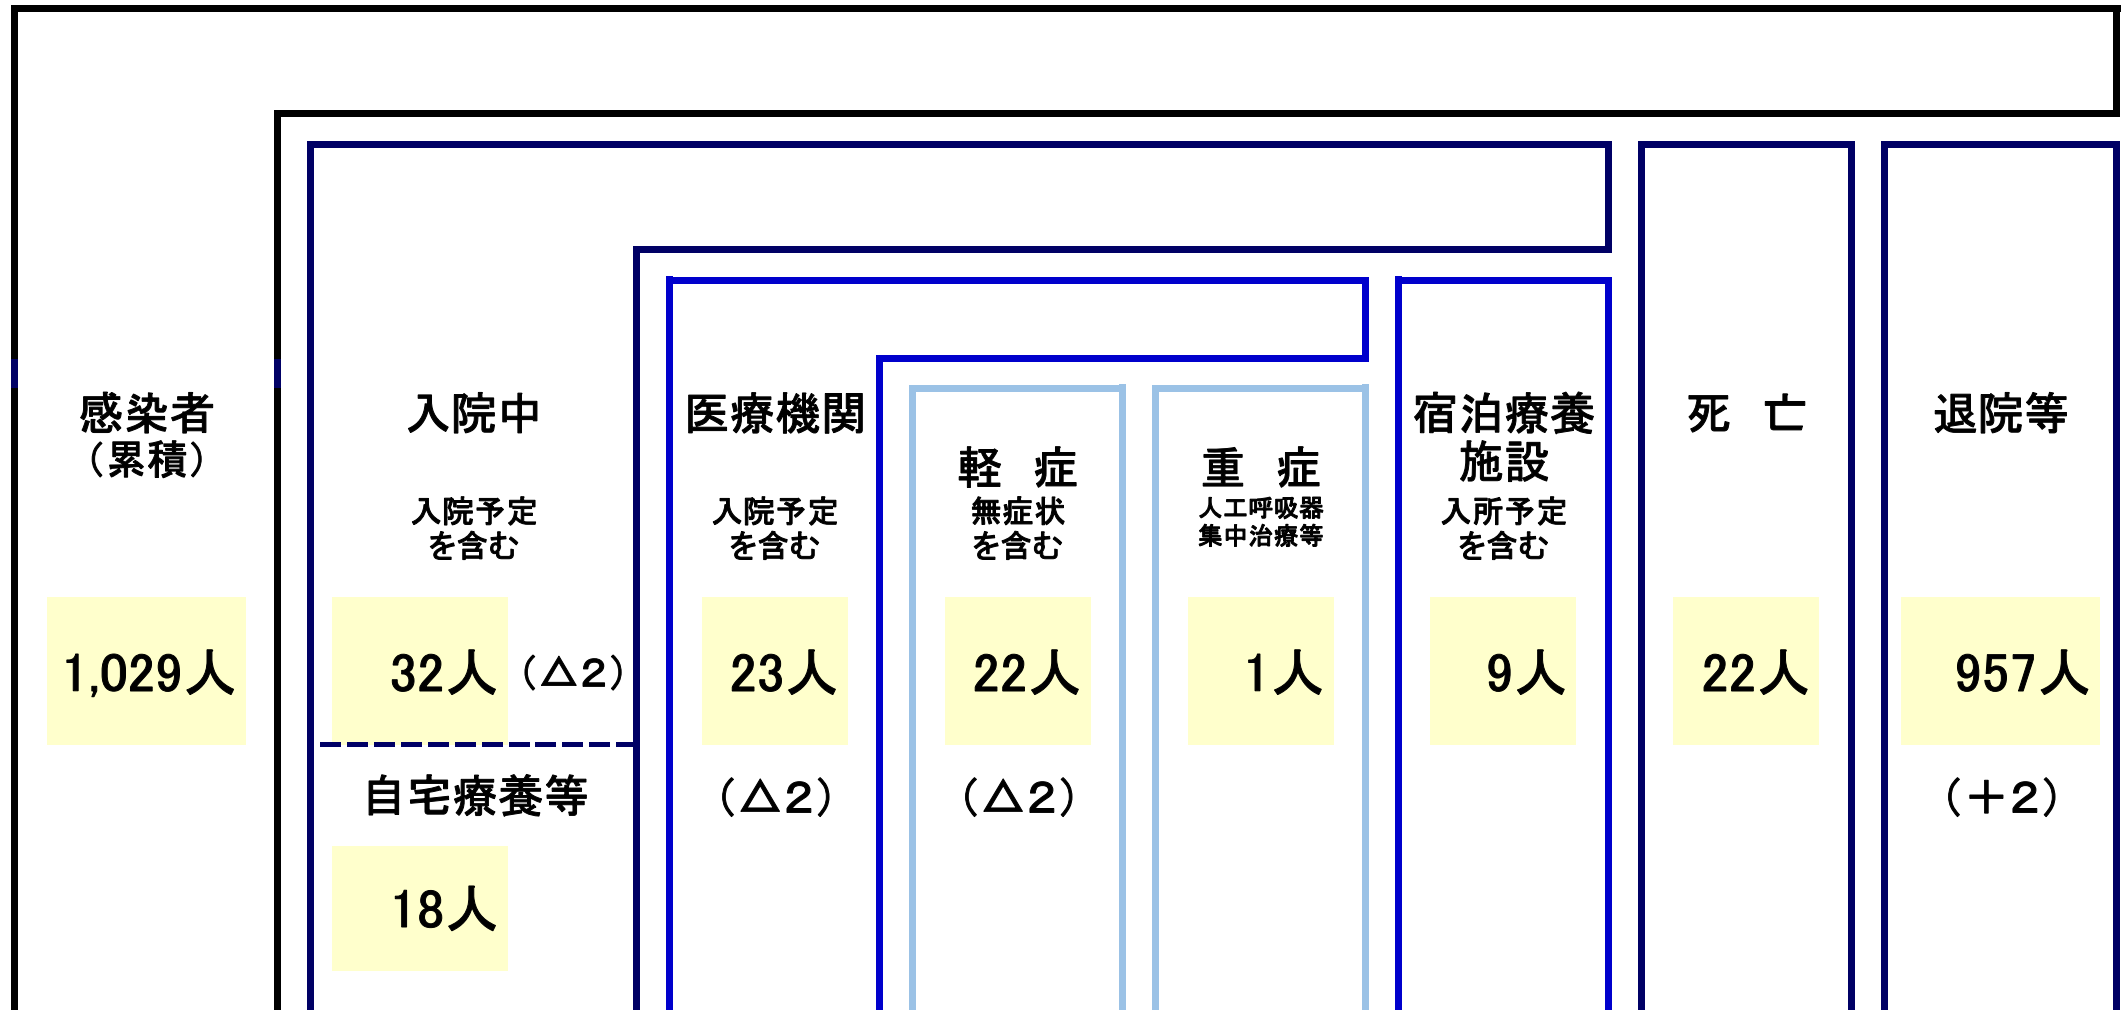 感染者
（累積）
1,029人
入院中
入院予定
を含む
32人（△2）
自宅療養等
18人
医療機関
入院予定
を含む
23人
（△2）
軽　症
無症状
を含む
22人
（△2）
重　症
人工呼吸器
集中治療等
1人
宿泊療養
施設
入所予定
を含む
9人
死　亡
22人
退院等
957人
（＋2）